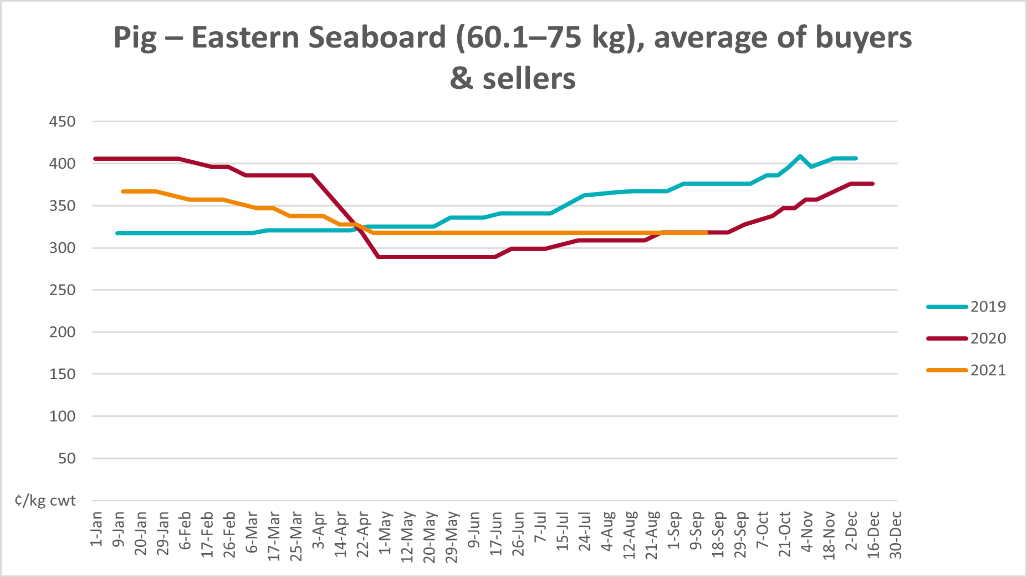 Pig – Eastern Seaboard (60.1–75 kg), average of buyers
& sellers
450
400
350
300
250
200
150
100
50
¢/kg cwt
1-Jan
9-Jan
20-Jan
29-Jan
6-Feb
17-Feb
26-Feb
6-Mar
17-Mar
25-Mar
3-Apr
14-Apr
22-Apr
1-May
12-May
20-May
29-May
9-Jun
17-Jun
26-Jun
7-Jul
15-Jul
24-Jul
4-Aug
12-Aug
21-Aug
1-Sep
9-Sep
18-Sep
29-Sep
7-Oct
21-Oct
4-Nov
18-Nov
2-Dec
16-Dec
30-Dec
2019
2020
2021